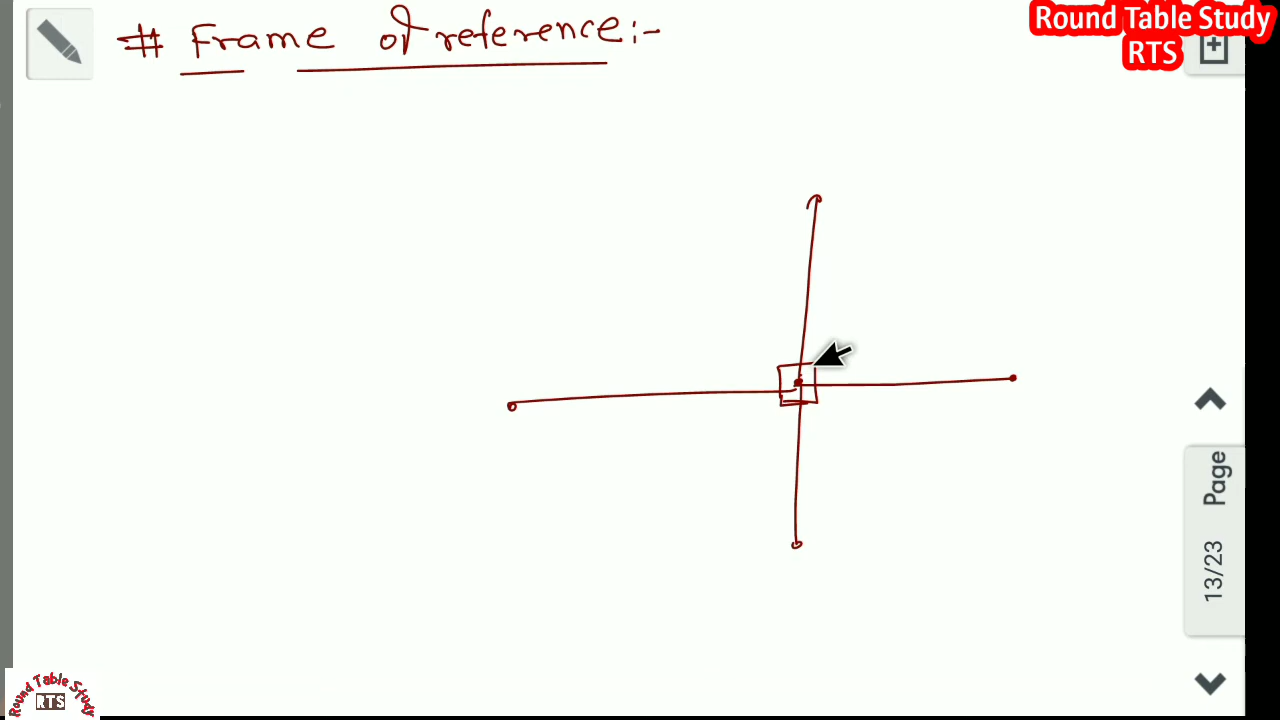 # Frame of reference:-
Round Table Study
RTS
Page
13/23
Round Table Study
RTS